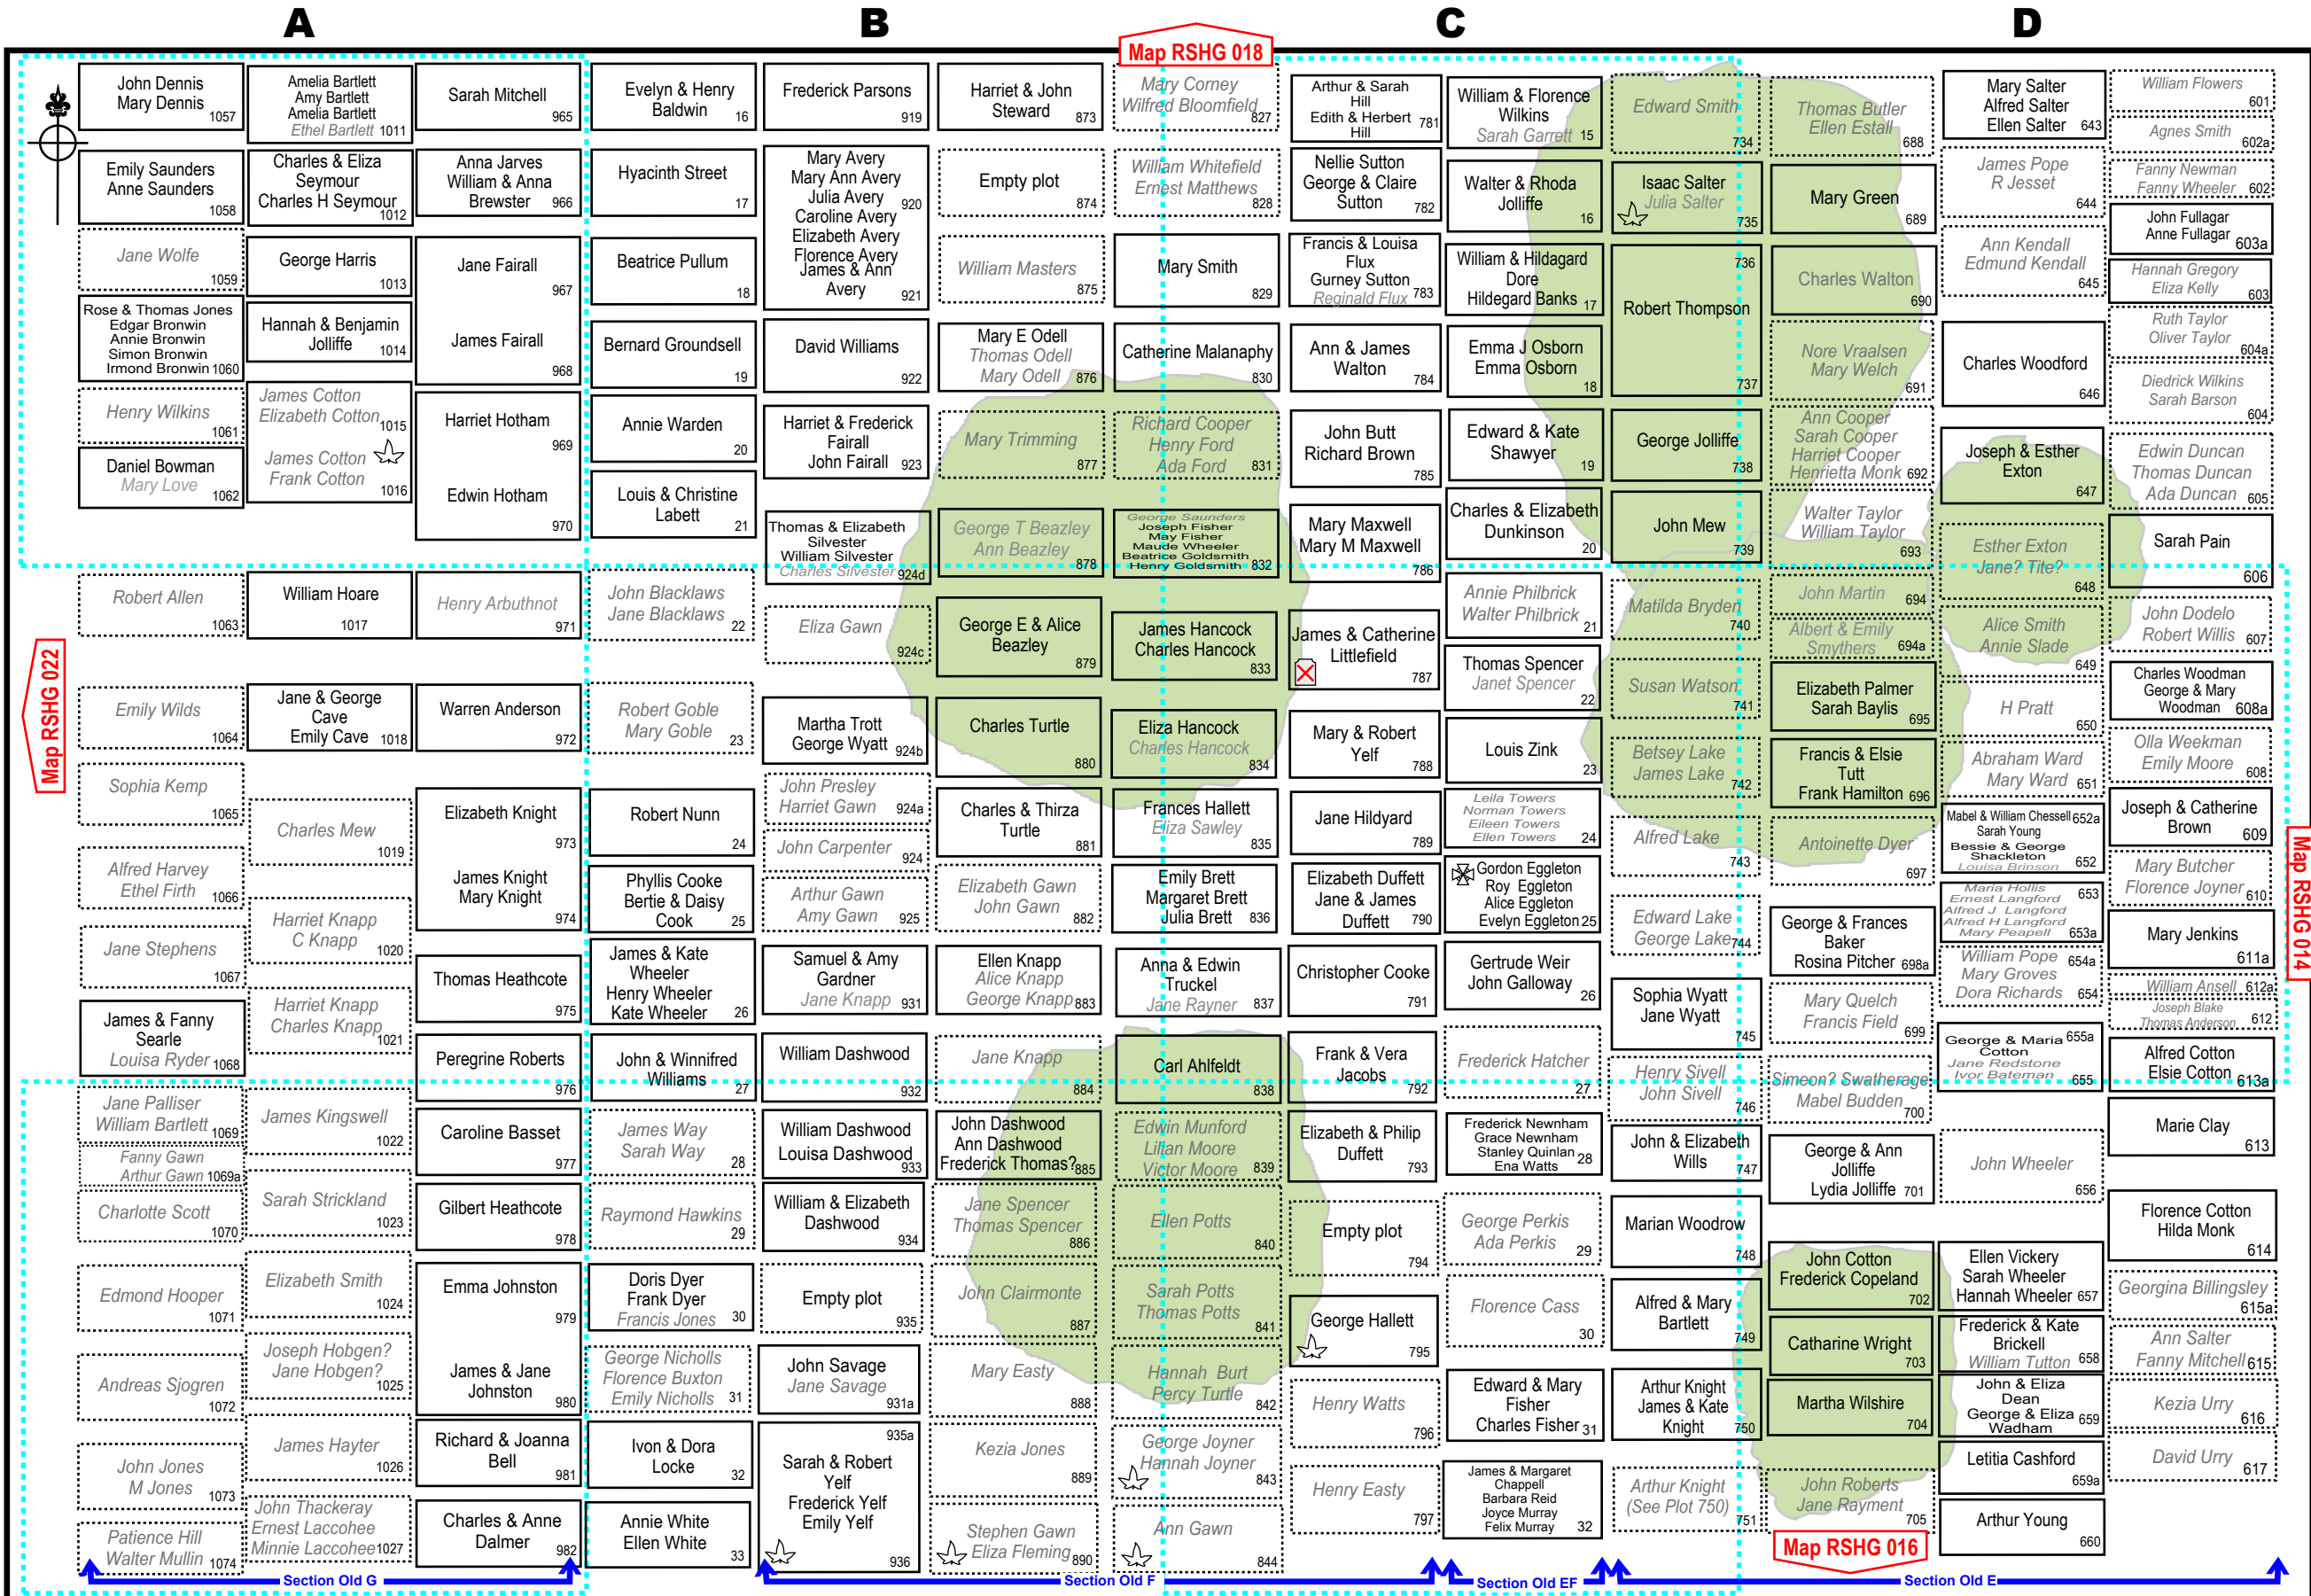 A
B
C
D
Map RSHG 018
Map RSHG 022
Map RSHG 014
Map RSHG 016
John Dennis
Mary Dennis
1057
Emily Saunders
Anne Saunders
1058
Jane Wolfe
1059
Rose & Thomas Jones
Edgar Bronwin
Annie Bronwin
Simon Bronwin
Irmond Bronwin 1060
Henry Wilkins
1061
Daniel Bowman
Mary Love
1062
Robert Allen
1063
Emily Wilds
1064
Sophia Kemp
1065
Alfred Harvey
Ethel Firth
1066
Jane Stephens
1067
James & Fanny
Searle
Louisa Ryder 1068
Jane Palliser
William Bartlett 1069
Fanny Gawn
Arthur Gawn 1069a
Charlotte Scott
1070
Edmond Hooper
1071
Andreas Sjogren
1072
John Jones
M Jones
1073
Patience Hill
Walter Mullin 1074
Amelia Bartlett
Amy Bartlett
Amelia Bartlett
Ethel Bartlett 1011
Charles & Eliza
Seymour
Charles H Seymour
1012
George Harris
1013
Hannah & Benjamin
Jolliffe
1014
James Cotton
Elizabeth Cotton
1015
James Cotton
Frank Cotton
1016
William Hoare
1017
Jane & George
Cave
Emily Cave 1018
Charles Mew
1019
Harriet Knapp
C Knapp
1020
Harriet Knapp
Charles Knapp
1021
James Kingswell
1022
Sarah Strickland
1023
Elizabeth Smith
1024
Joseph Hobgen?
Jane Hobgen?
1025
James Hayter
1026
John Thackeray
Ernest Laccohee
Minnie Laccohee 1027
Sarah Mitchell
965
Anna Jarves
William & Anna
Brewster 966
Jane Fairall
967
James Fairall
968
Harriet Hotham
969
Edwin Hotham
970
Henry Arbuthnot
971
Warren Anderson
972
Elizabeth Knight
973
James Knight
Mary Knight
974
Thomas Heathcote
975
Peregrine Roberts
976
Caroline Basset
977
Gilbert Heathcote
978
Emma Johnston
979
James & Jane
Johnston
980
Richard & Joanna
Bell
981
Charles & Anne
Dalmer
982
Evelyn & Henry
Baldwin
16
Hyacinth Street
17
Beatrice Pullum
18
Bernard Groundsell
19
Annie Warden
20
Louis & Christine
Labett
21
John Blacklaws
Jane Blacklaws
22
Robert Goble
Mary Goble
23
Robert Nunn
24
Phyllis Cooke
Bertie & Daisy
Cook 25
James & Kate
Wheeler
Henry Wheeler
Kate Wheeler 26
John & Winnifred
Williams
27
James Way
Sarah Way
28
Raymond Hawkins
29
Doris Dyer
Frank Dyer
Francis Jones 30
George Nicholls
Florence Buxton
Emily Nicholls 31
Ivon & Dora
Locke
32
Annie White
Ellen White
33
Frederick Parsons
919
Mary Avery
Mary Ann Avery
Julia Avery 920
Caroline Avery
Elizabeth Avery
Florence Avery
James & Ann
Avery
921
David Williams
922
Harriet & Frederick
Fairall
John Fairall 923
Thomas & Elizabeth
Silvester
William Silvester
Charles Silvester 924d
Eliza Gawn
924c
Martha Trott
George Wyatt 924b
John Presley
Harriet Gawn 924a
John Carpenter
924
Arthur Gawn
Amy Gawn 925
Samuel & Amy
Gardner
Jane Knapp 931
William Dashwood
932
William Dashwood
Louisa Dashwood
933
William & Elizabeth
Dashwood
934
Empty plot
935
John Savage
Jane Savage
931a
935a
Sarah & Robert
Yelf
Frederick Yelf
Emily Yelf
936
Harriet & John
Steward
873
Empty plot
874
William Masters
875
Mary E Odell
Thomas Odell
Mary Odell 876
Mary Trimming
877
George T Beazley
Ann Beazley
878
George E & Alice
Beazley
879
Charles Turtle
880
Charles & Thirza
Turtle
881
Elizabeth Gawn
John Gawn
882
Ellen Knapp
Alice Knapp
George Knapp 883
Jane Knapp
884
John Dashwood
Ann Dashwood
Frederick Thomas? 885
Jane Spencer
Thomas Spencer
886
John Clairmonte
887
Mary Easty
888
Kezia Jones
889
Stephen Gawn
Eliza Fleming 890
Mary Corney
Wilfred Bloomfield
827
William Whitefield
Ernest Matthews
828
Mary Smith
829
Catherine Malanaphy
830
Richard Cooper
Henry Ford
Ada Ford 831
George Saunders
Joseph Fisher
May Fisher
Maude Wheeler
Beatrice Goldsmith
Henry Goldsmith 832
James Hancock
Charles Hancock
833
Eliza Hancock
Charles Hancock
834
Frances Hallett
Eliza Sawley
835
Emily Brett
Margaret Brett
Julia Brett 836
Anna & Edwin
Truckel
Jane Rayner 837
Carl Ahlfeldt
838
Edwin Munford
Lilian Moore
Victor Moore 839
Ellen Potts
840
Sarah Potts
Thomas Potts
841
Hannah Burt
Percy Turtle
842
George Joyner
Hannah Joyner
843
Ann Gawn
844
Arthur & Sarah
Hill
Edith & Herbert
Hill 781
Nellie Sutton
George & Claire
Sutton 782
Francis & Louisa
Flux
Gurney Sutton
Reginald Flux 783
Ann & James
Walton
784
John Butt
Richard Brown
785
Mary Maxwell
Mary M Maxwell
786
James & Catherine
Littlefield
787
Mary & Robert
Yelf
788
Jane Hildyard
789
Elizabeth Duffett
Jane & James
Duffett 790
Christopher Cooke
791
Frank & Vera
Jacobs
792
Elizabeth & Philip
Duffett
793
Empty plot
794
George Hallett
795
Henry Watts
796
Henry Easty
797
William & Florence
Wilkins
Sarah Garrett 15
Walter & Rhoda
Jolliffe
16
William & Hildagard
Dore
Hildegard Banks 17
Emma J Osborn
Emma Osborn
18
Edward & Kate
Shawyer
19
Charles & Elizabeth
Dunkinson
20
Annie Philbrick
Walter Philbrick
21
Thomas Spencer
Janet Spencer
22
Louis Zink
23
Leila Towers
Norman Towers
Eileen Towers
Ellen Towers 24
Gordon Eggleton
Roy Eggleton
Alice Eggleton
Evelyn Eggleton 25
Gertrude Weir
John Galloway
26
Frederick Hatcher
27
Frederick Newnham
Grace Newnham
Stanley Quinlan
Ena Watts 28
George Perkis
Ada Perkis
29
Florence Cass
30
Edward & Mary
Fisher
Charles Fisher 31
James & Margaret
Chappell
Barbara Reid
Joyce Murray
Felix Murray 32
Edward Smith
734
Isaac Salter
Julia Salter
735
736
Robert Thompson
737
George Jolliffe
738
John Mew
739
Matilda Bryden
740
Susan Watson
741
Betsey Lake
James Lake
742
Alfred Lake
743
Edward Lake
George Lake 744
Sophia Wyatt
Jane Wyatt
745
Henry Sivell
John Sivell
746
John & Elizabeth
Wills
747
Marian Woodrow
748
Alfred & Mary
Bartlett
749
Arthur Knight
James & Kate
Knight 750
Arthur Knight
(See Plot 750)
751
Thomas Butler
Ellen Estall
688
Mary Green
689
Charles Walton
690
Nore Vraalsen
Mary Welch
691
Ann Cooper
Sarah Cooper
Harriet Cooper
Henrietta Monk 692
Walter Taylor
William Taylor
693
John Martin 694
Albert & Emily
Smythers 694a
Elizabeth Palmer
Sarah Baylis
695
Francis & Elsie
Tutt
Frank Hamilton 696
Antoinette Dyer
697
George & Frances
Baker
Rosina Pitcher 698a
Mary Quelch
Francis Field
699
Simeon? Swatherage
Mabel Budden
700
George & Ann
Jolliffe
Lydia Jolliffe 701
John Cotton
Frederick Copeland
702
Catharine Wright
703
Martha Wilshire
704
John Roberts
Jane Rayment
705
Mary Salter
Alfred Salter
Ellen Salter 643
James Pope
R Jesset
644
Ann Kendall
Edmund Kendall
645
Charles Woodford
646
Joseph & Esther
Exton
647
Esther Exton
Jane? Tite?
648
Alice Smith
Annie Slade
649
H Pratt
650
Abraham Ward
Mary Ward 651
Mabel & William Chessell 652a
Sarah Young
Bessie & George
Shackleton
Louisa Brinson 652
Maria Hollis
Ernest Langford 653
Alfred J Langford
Alfred H Langford
Mary Peapell 653a
William Pope 654a
Mary Groves
Dora Richards 654
George & Maria 655a
Cotton
Jane Redstone
Ivor Bateman 655
John Wheeler
656
Ellen Vickery
Sarah Wheeler
Hannah Wheeler 657
Frederick & Kate
Brickell
William Tutton 658
John & Eliza
Dean
George & Eliza 659
Wadham
Letitia Cashford
659a
Arthur Young
660
William Flowers
601
Agnes Smith
602a
Fanny Newman
Fanny Wheeler 602
John Fullagar
Anne Fullagar
603a
Hannah Gregory
Eliza Kelly 603
Ruth Taylor
Oliver Taylor
604a
Diedrick Wilkins
Sarah Barson
604
Edwin Duncan
Thomas Duncan
Ada Duncan 605
Sarah Pain
606
John Dodelo
Robert Willis 607
Charles Woodman
George & Mary
Woodman 608a
Olla Weekman
Emily Moore 608
Joseph & Catherine
Brown
609
Mary Butcher
Florence Joyner
610
Mary Jenkins
611a
William Ansell 612a
Joseph Blake
Thomas Anderson 612
Alfred Cotton
Elsie Cotton
613a
Marie Clay
613
Florence Cotton
Hilda Monk
614
Georgina Billingsley
615a
Ann Salter
Fanny Mitchell 615
Kezia Urry
616
David Urry
617
Section Old G
Section Old F
Section Old EF
Section Old E